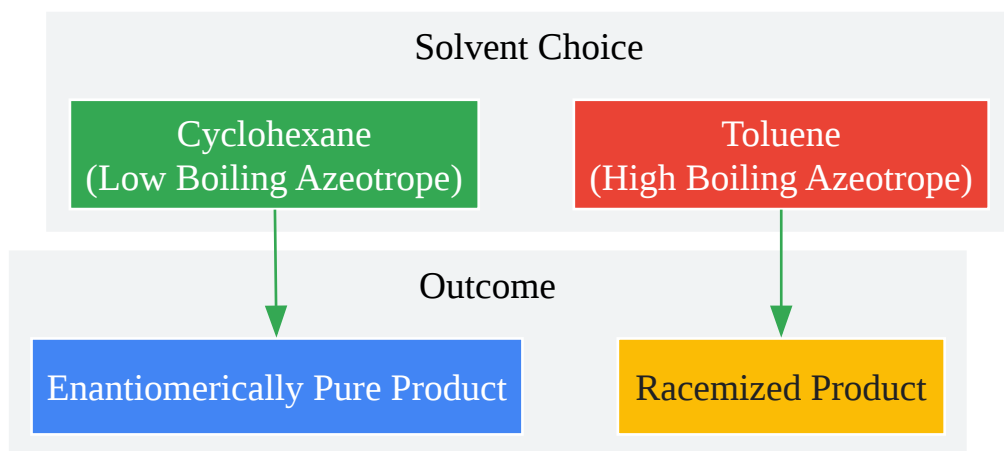 Solvent Choice
Cyclohexane
(Low Boiling Azeotrope)
Toluene
(High Boiling Azeotrope)
Outcome
Enantiomerically Pure Product
Racemized Product